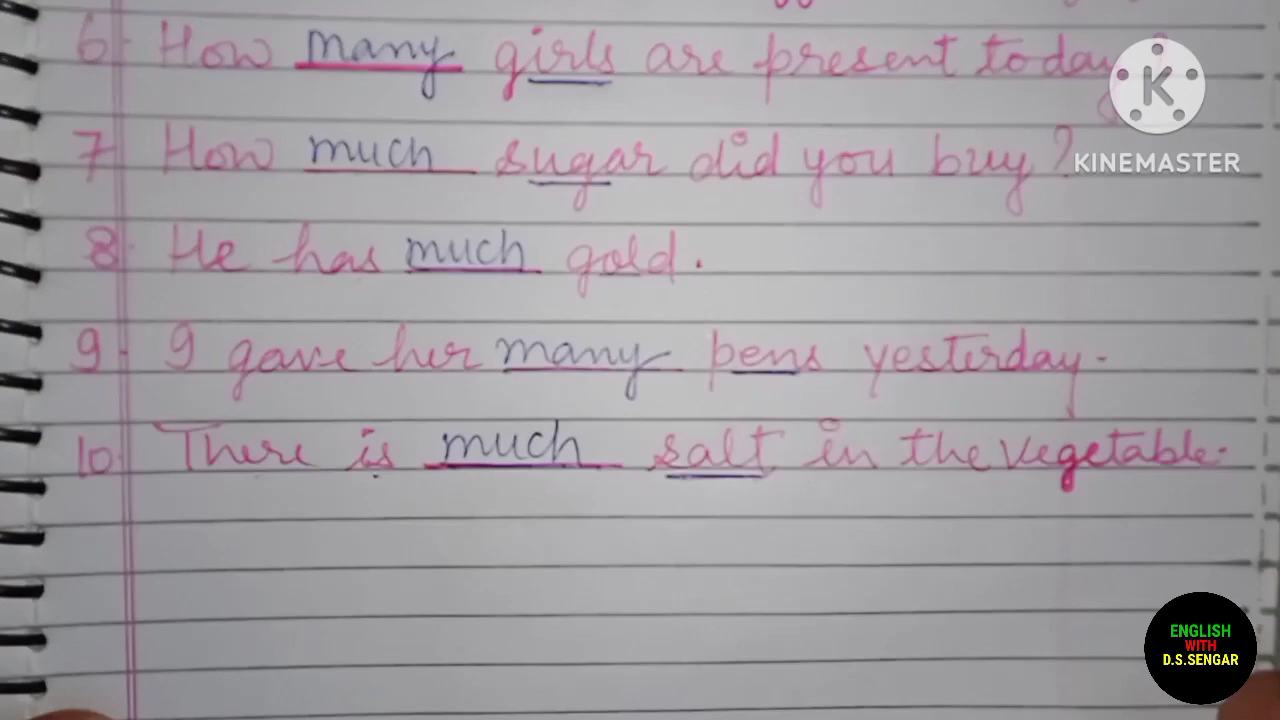 6. How many girls are present today?
K
7. How much sugar did you buy?
KINEMASTER
8. He has much gold.
9. I gave her many pens yesterday.
10. There is much salt in the vegetable.
ENGLISH
WITH
D.S.SENGAR